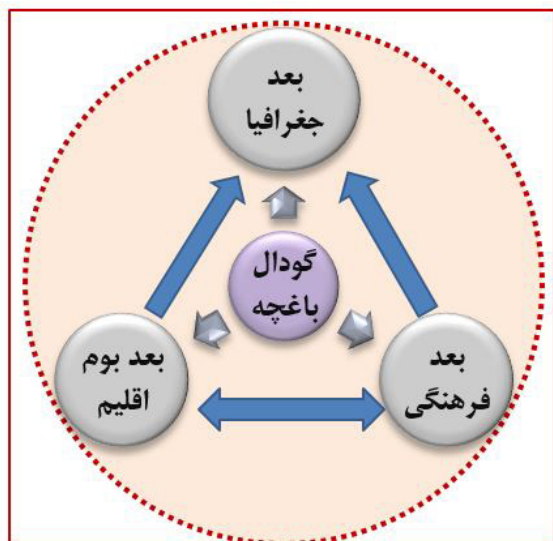 بعد
جغرافیا
گودال
باغچه
بعد
فرهنگی
بعد بوم
اقلیم